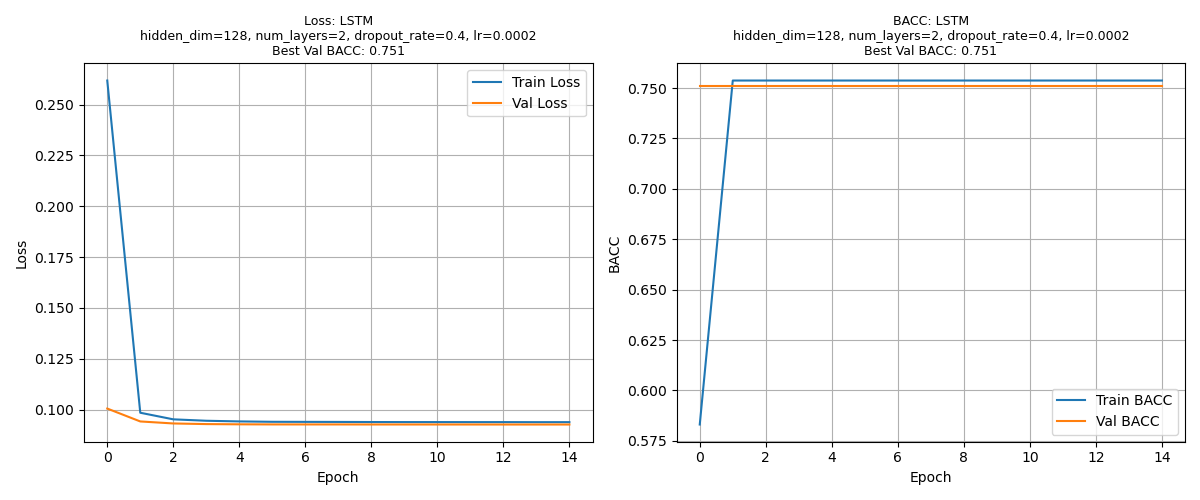 Loss: LSTM
hidden_dim=128, num_layers=2, dropout_rate=0.4, lr=0.0002
Best Val BACC: 0.751
Train Loss
Val Loss
0.250
0.225
0.200
0.175
0.150
0.125
0.100
Loss
0 2 4 6 8 10 12 14
Epoch
BACC: LSTM
hidden_dim=128, num_layers=2, dropout_rate=0.4, lr=0.0002
Best Val BACC: 0.751
0.750
0.725
0.700
0.675
0.650
0.625
0.600
0.575
BACC
Train BACC
Val BACC
0 2 4 6 8 10 12 14
Epoch